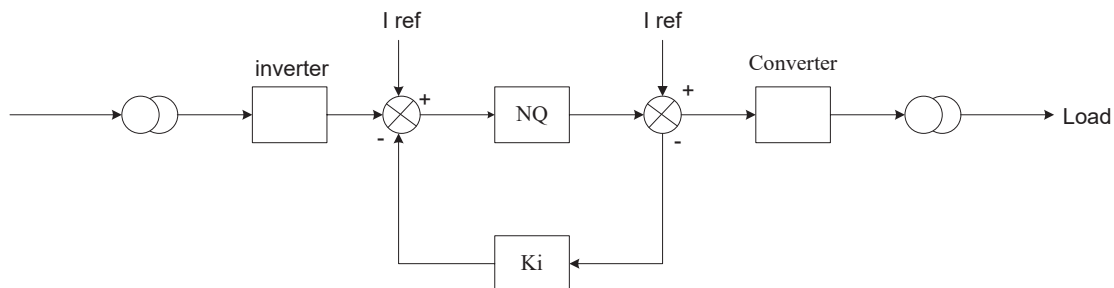 I ref
I ref
inverter
Converter
+
+
NQ
Load
-
-
Ki